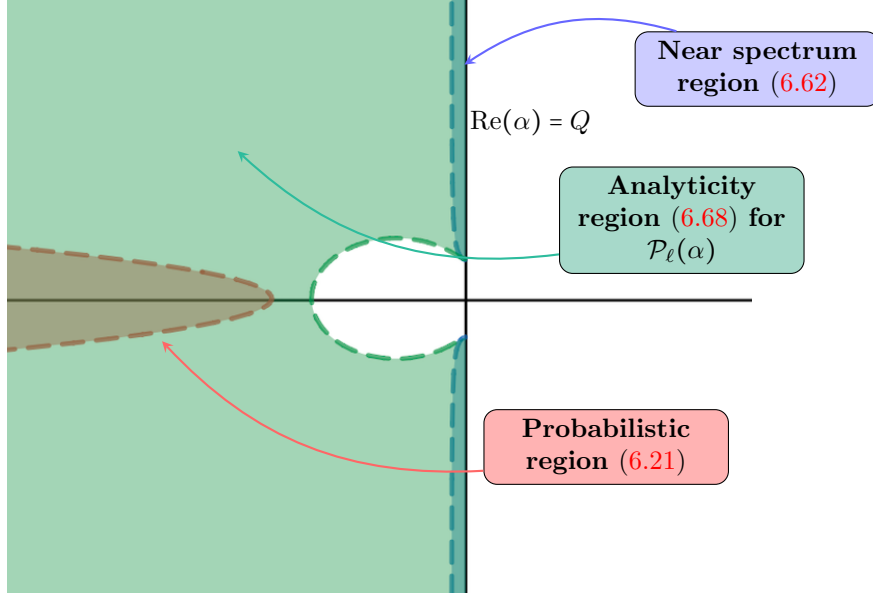 Near spectrum
region (6.62)
Re(α) = Q
Analyticity
region (6.68) for
𝒫ℓ(α)
Probabilistic
region (6.21)